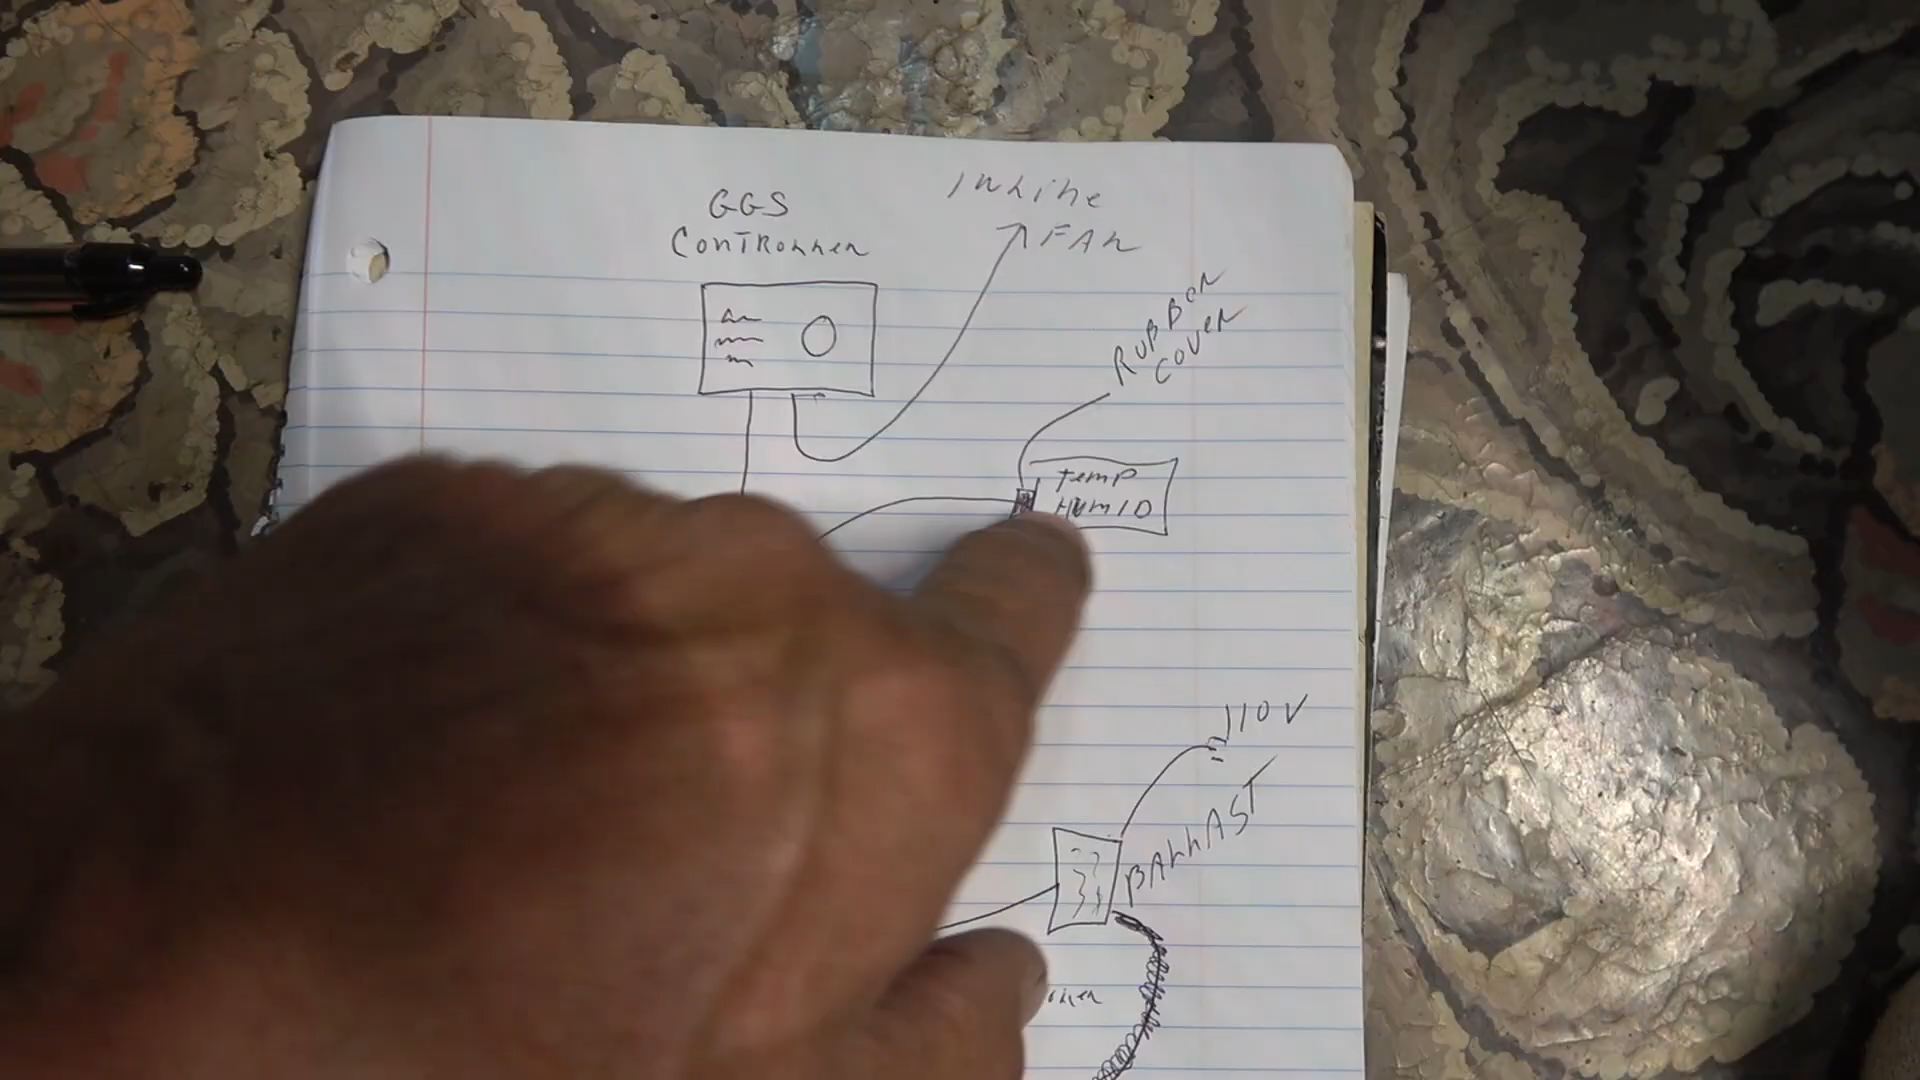 GGS
CONTROLLER
INLINE
FAN
RUBBER
COVER
TEMP
HUMID
110V
BALLAST